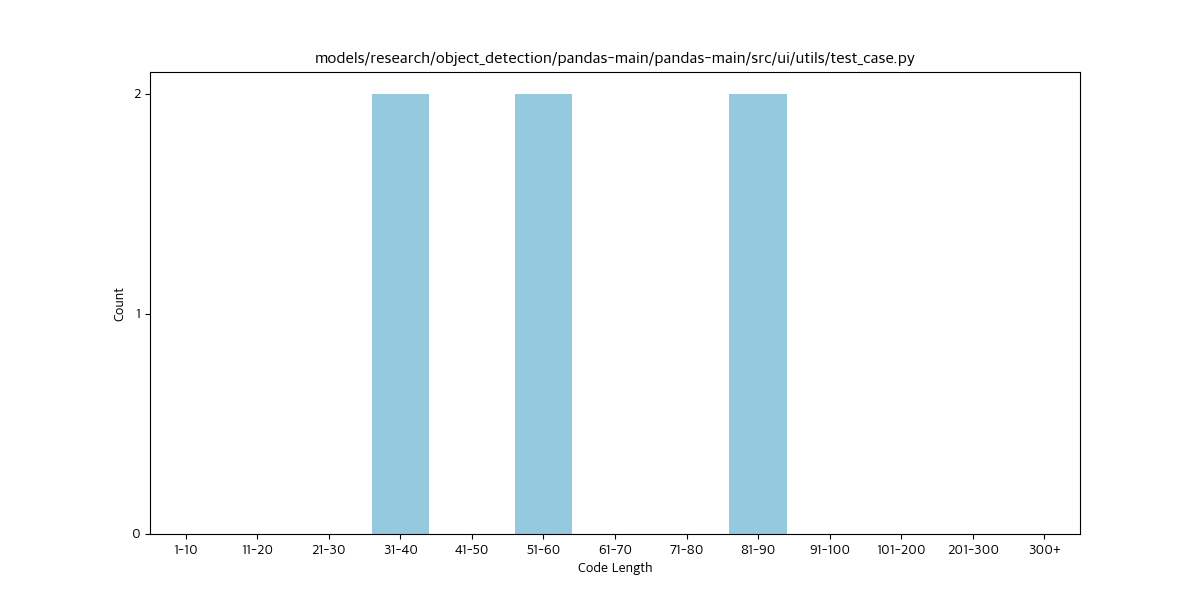 models/research/object_detection/pandas-main/pandas-main/src/ui/utils/test_case.py
2
1
0
Count
1-10 11-20 21-30 31-40 41-50 51-60 61-70 71-80 81-90 91-100 101-200 201-300 300+
Code Length